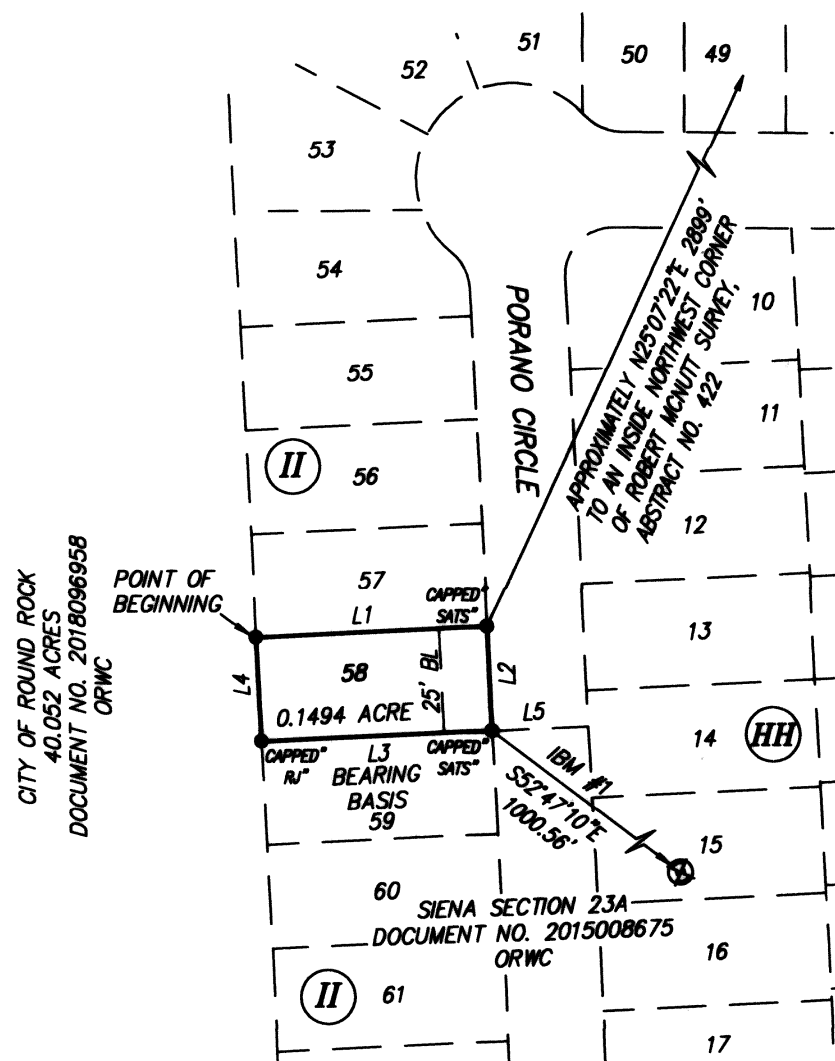 51
50
49
52
53
54
55
II
56
57
PORANO CIRCLE
APPROXIMATELY N25°07'22"E 2899'
TO AN INSIDE NORTHWEST CORNER
OF ROBERT MCNUTT SURVEY,
ABSTRACT NO. 422
10
11
12
13
14
HH
15
16
17
CITY OF ROUND ROCK
40.052 ACRES
DOCUMENT NO. 2018096958
ORWC
POINT OF
BEGINNING
L1
CAPPED"
SATS"
L4
58
25' BL
L2
0.1494 ACRE
L5
CAPPED"
RJ"
L3
BEARING
BASIS
CAPPED"
SATS"
59
IBM #1
S52°47'10"E
1000.56'
60
SIENA SECTION 23A
DOCUMENT NO. 2015008675
ORWC
II
61